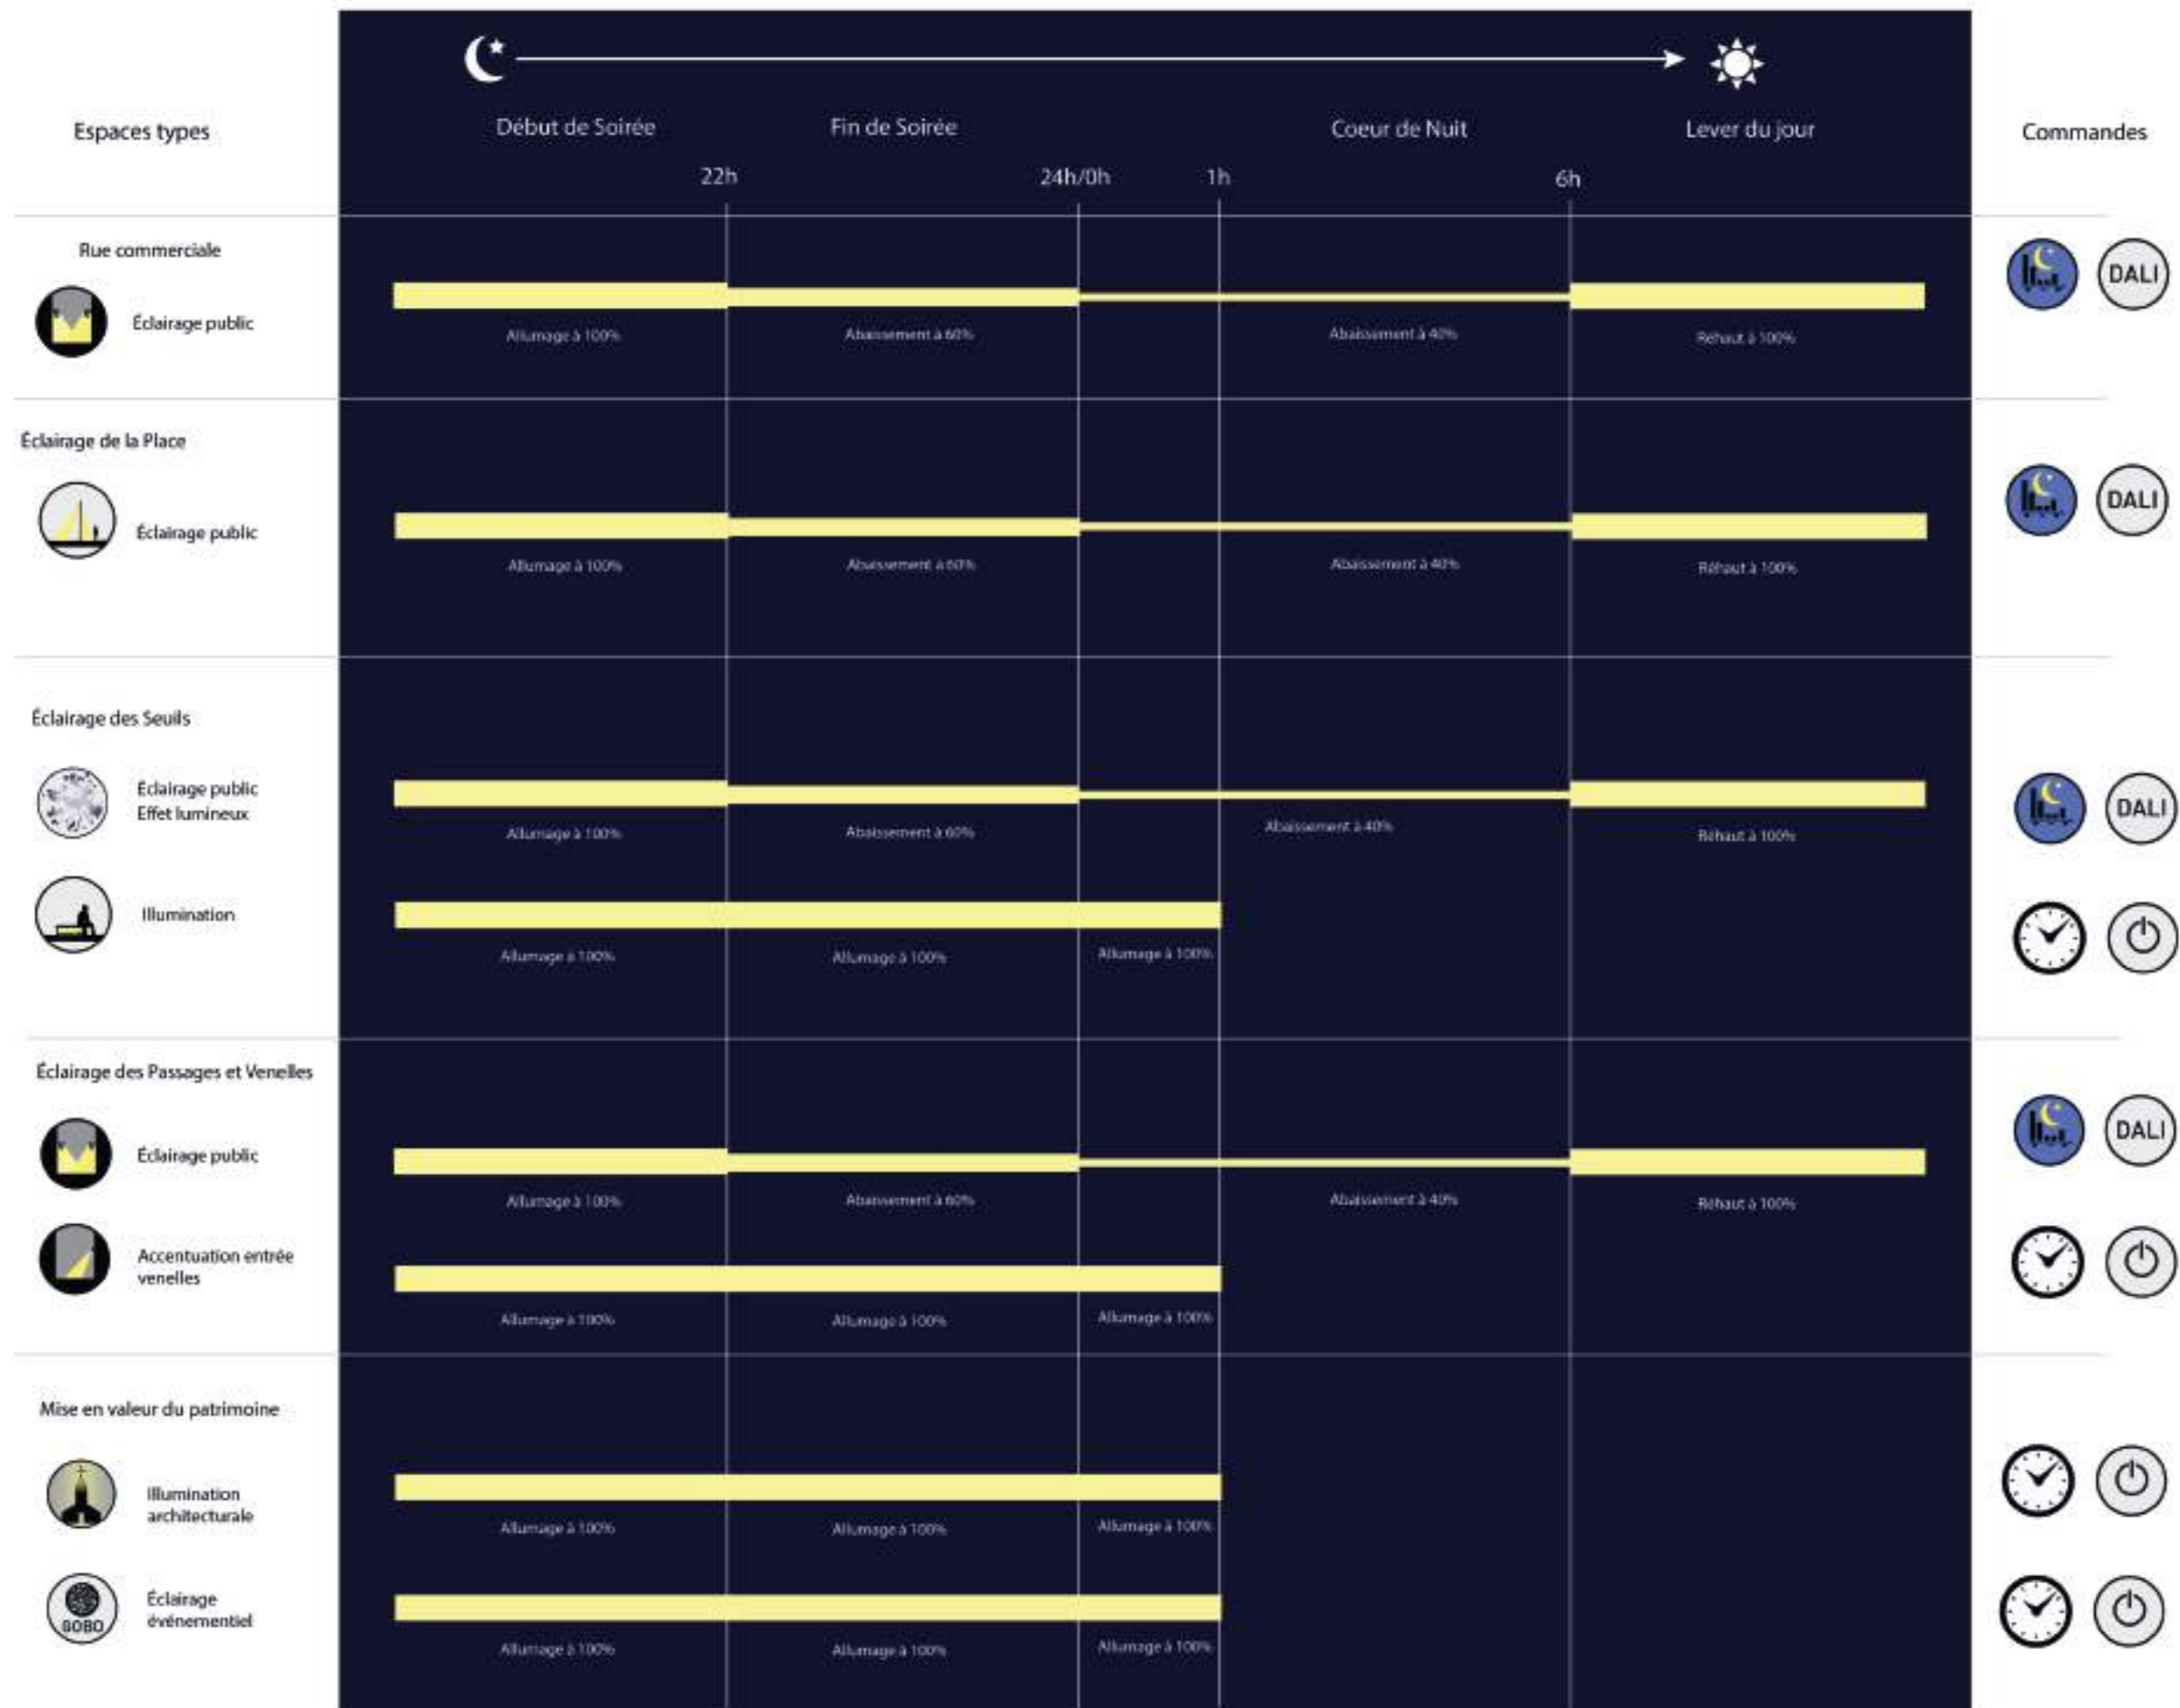 Espaces types
Début de Soirée
Fin de Soirée
Coeur de Nuit
Lever du jour
Commandes
22h
24h/0h
1h
6h
Rue commerciale
Éclairage public
Allumage à 100%
Abaissement à 60%
Abaissement à 40%
Réhaut à 100%
DALI
Éclairage de la Place
Éclairage public
Allumage à 100%
Abaissement à 60%
Abaissement à 40%
Réhaut à 100%
DALI
Éclairage des Seuils
Éclairage public
Effet lumineux
Allumage à 100%
Abaissement à 60%
Abaissement à 40%
Réhaut à 100%
DALI
Illumination
Allumage à 100%
Allumage à 100%
Allumage à 100%
Éclairage des Passages et Venelles
Éclairage public
Allumage à 100%
Abaissement à 60%
Abaissement à 40%
Réhaut à 100%
DALI
Accentuation entrée
venelles
Allumage à 100%
Allumage à 100%
Allumage à 100%
Mise en valeur du patrimoine
Illumination
architecturale
Allumage à 100%
Allumage à 100%
Allumage à 100%
GOBO
Éclairage
événementiel
Allumage à 100%
Allumage à 100%
Allumage à 100%